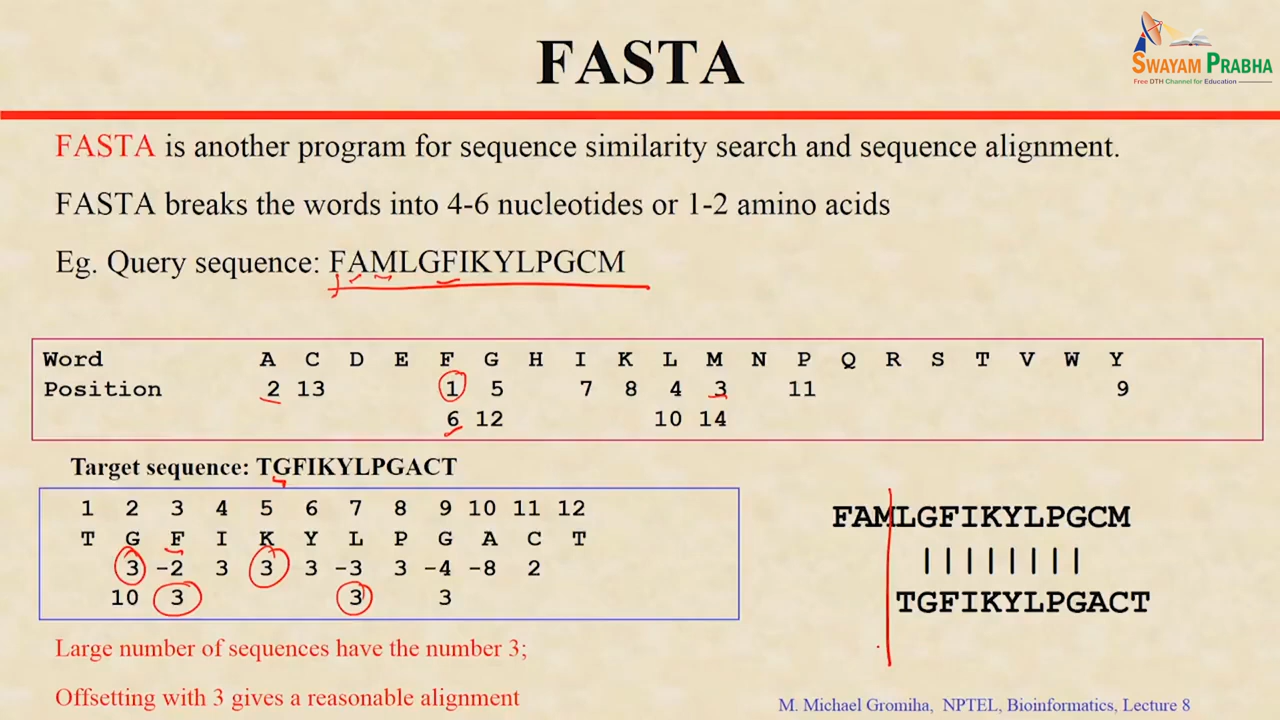 FASTA
SWAYAM PRABHA
Free DTH Channel for Education
FASTA is another program for sequence similarity search and sequence alignment.
FASTA breaks the words into 4-6 nucleotides or 1-2 amino acids
Eg. Query sequence: FAMLGFIKYLPGCM
Word A C D E F G H I K L M N P Q R S T V W Y
Position 2 13 1 5 7 8 4 3 11 9
6 12 10 14
Target sequence: TGFIKYLPGACT
1 2 3 4 5 6 7 8 9 10 11 12
T G F I K Y L P G A C T
3 -2 3 3 3 -3 3 -4 -8 2
10 3 3 3
FAMLGFIKYLPGCM
||||||||
TGFIKYLPGACT
Large number of sequences have the number 3;
Offsetting with 3 gives a reasonable alignment
M. Michael Gromiha, NPTEL, Bioinformatics, Lecture 8